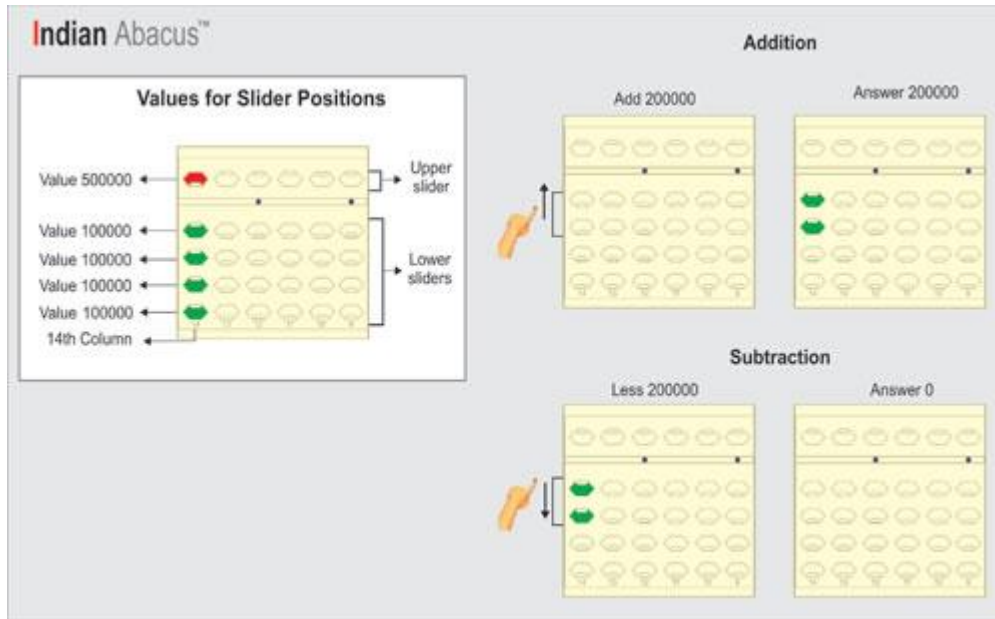 Indian Abacus™
Values for Slider Positions
Value 500000
Upper
slider
Value 100000
Value 100000
Value 100000
Value 100000
Lower
sliders
14th Column
Addition
Add 200000
Answer 200000
Subtraction
Less 200000
Answer 0